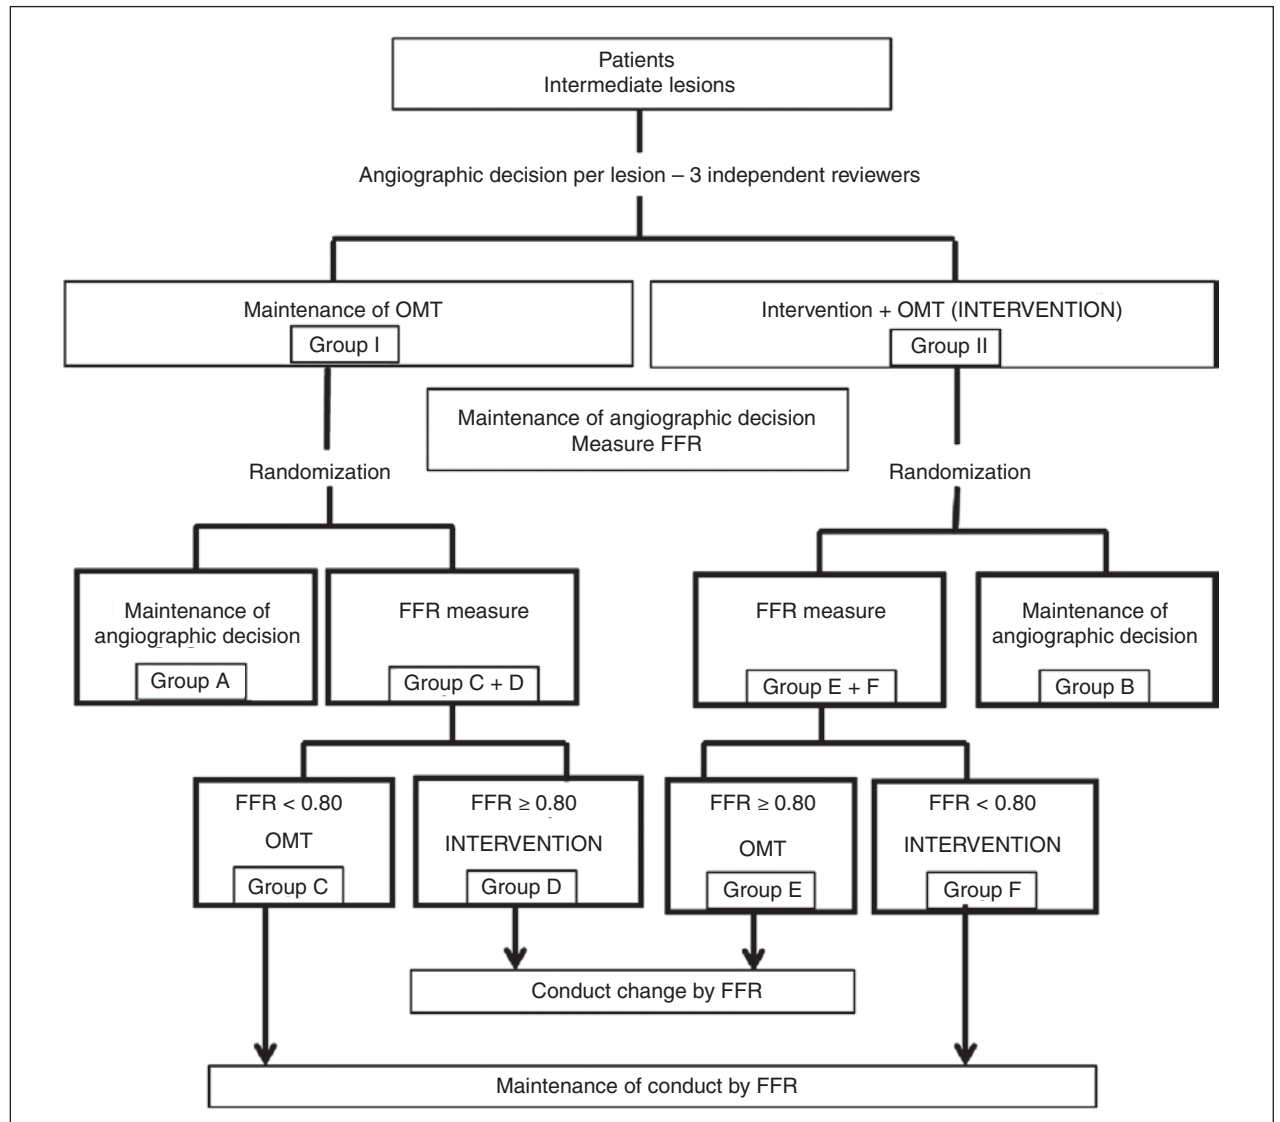 Patients
Intermediate lesions
Angiographic decision per lesion – 3 independent reviewers
Maintenance of OMT
Group I
Intervention + OMT (INTERVENTION)
Group II
Maintenance of angiographic decision
Measure FFR
Randomization
Randomization
Maintenance of
angiographic decision
Group A
FFR measure
Group C + D
FFR measure
Group E + F
Maintenance of
angiographic decision
Group B
FFR < 0.80
OMT
Group C
FFR ≥ 0.80
INTERVENTION
Group D
FFR ≥ 0.80
OMT
Group E
FFR < 0.80
INTERVENTION
Group F
Conduct change by FFR
Maintenance of conduct by FFR